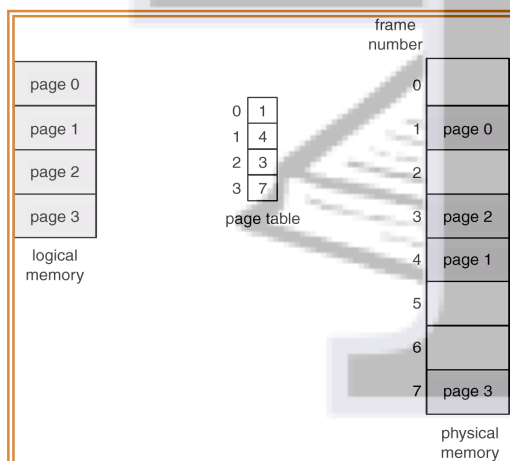 frame
number
page 0
page 1
page 2
page 3
logical
memory
0 1
1 4
2 3
3 7
page table
0
1 page 0
2
3 page 2
4 page 1
5
6
7 page 3
physical
memory